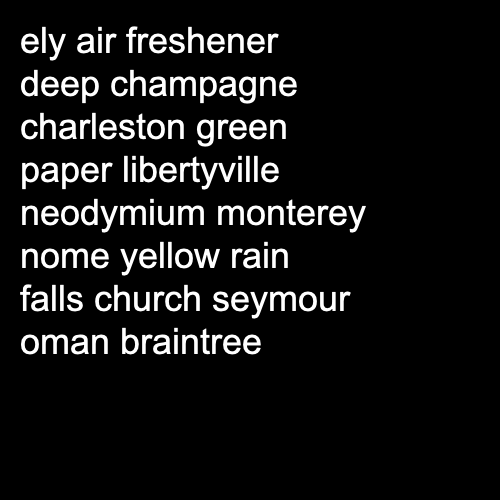 ely air freshener
deep champagne
charleston green
paper libertyville
neodymium monterey
nome yellow rain
falls church seymour
oman braintree